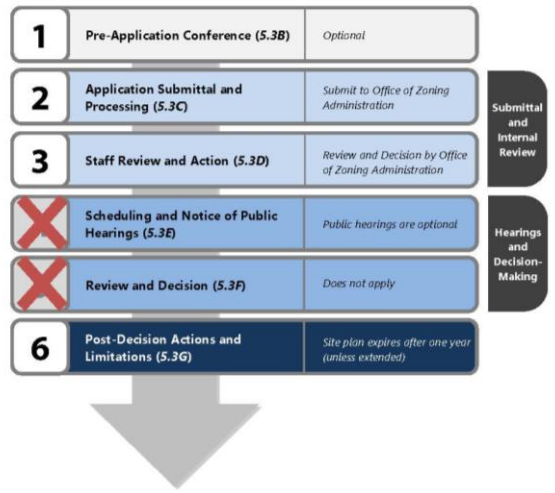 1
Pre-Application Conference (5.3B)
Optional
2
Application Submittal and
Processing (5.3C)
Submit to Office of Zoning
Administration
3
Staff Review and Action (5.3D)
Review and Decision by Office
of Zoning Administration
Submittal
and
Internal
Review
Scheduling and Notice of Public
Hearings (5.3E)
Public hearings are optional
Review and Decision (5.3F)
Does not apply
Hearings
and
Decision-
Making
6
Post-Decision Actions and
Limitations (5.3G)
Site plan expires after one year
(unless extended)